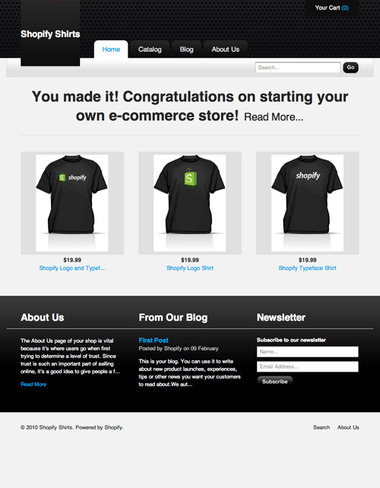 Your Cart (0)
Shopify Shirts
Home Catalog Blog About Us
Search... Go
You made it! Congratulations on starting your
own e-commerce store! Read More...
shopify
S
shopify
$19.99
Shopify Logo and Typef...
$19.99
Shopify Logo Shirt
$19.99
Shopify Typeface Shirt
About Us
The About Us page of your shop is vital
because it's where users go when first
trying to determine a level of trust. Since
trust is such an important part of selling
online, it's a good idea to give people a f...
Read More
From Our Blog
First Post
Posted by Shopify on 09 February
This is your blog. You can use it to write
about new product launches, experiences,
tips or other news you want your customers
to read about.We aut...
Newsletter
Subscribe to our newsletter
Name...
Email Address...
Subscribe
© 2010 Shopify Shirts. Powered by Shopify.
Search About Us